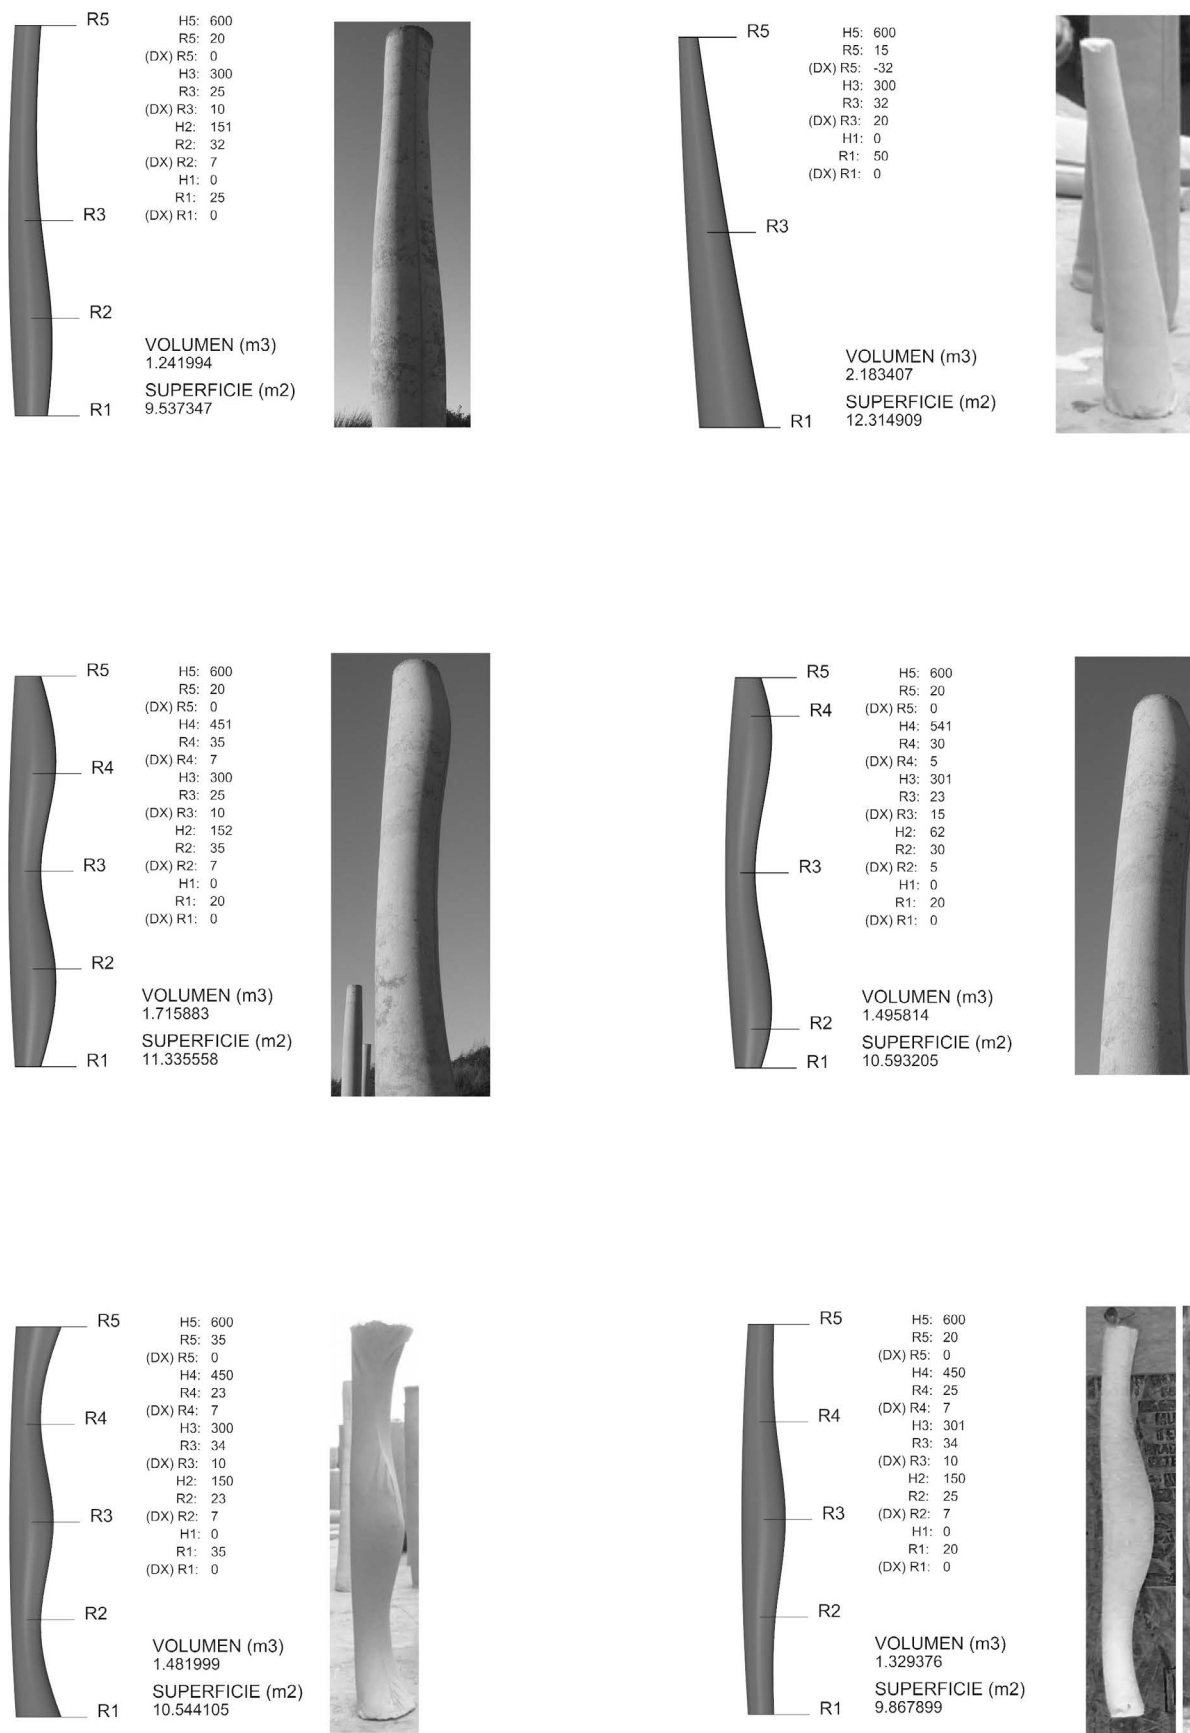 R5
R3
R2
R1
H5: 600
R5: 20
(DX) R5: 0
H3: 300
R3: 25
(DX) R3: 10
H2: 151
R2: 32
(DX) R2: 7
H1: 0
R1: 25
(DX) R1: 0
VOLUMEN (m3)
1.241994
SUPERFICIE (m2)
9.537347
R5
R3
R1
H5: 600
R5: 15
(DX) R5: -32
H3: 300
R3: 32
(DX) R3: 20
H1: 0
R1: 50
(DX) R1: 0
VOLUMEN (m3)
2.183407
SUPERFICIE (m2)
12.314909
R5
R4
R3
R2
R1
H5: 600
R5: 20
(DX) R5: 0
H4: 451
R4: 35
(DX) R4: 7
H3: 300
R3: 25
(DX) R3: 10
H2: 152
R2: 35
(DX) R2: 7
H1: 0
R1: 20
(DX) R1: 0
VOLUMEN (m3)
1.715883
SUPERFICIE (m2)
11.335558
R5
R4
R3
R2
R1
H5: 600
R5: 20
(DX) R5: 0
H4: 541
R4: 30
(DX) R4: 5
H3: 301
R3: 23
(DX) R3: 15
H2: 62
R2: 30
(DX) R2: 5
H1: 0
R1: 20
(DX) R1: 0
VOLUMEN (m3)
1.495814
SUPERFICIE (m2)
10.593205
R5
R4
R3
R2
R1
H5: 600
R5: 35
(DX) R5: 0
H4: 450
R4: 23
(DX) R4: 7
H3: 300
R3: 34
(DX) R3: 10
H2: 150
R2: 23
(DX) R2: 7
H1: 0
R1: 35
(DX) R1: 0
VOLUMEN (m3)
1.481999
SUPERFICIE (m2)
10.544105
R5
R4
R3
R2
R1
H5: 600
R5: 20
(DX) R5: 0
H4: 450
R4: 25
(DX) R4: 7
H3: 301
R3: 34
(DX) R3: 10
H2: 150
R2: 25
(DX) R2: 7
H1: 0
R1: 20
(DX) R1: 0
VOLUMEN (m3)
1.329376
SUPERFICIE (m2)
9.867899